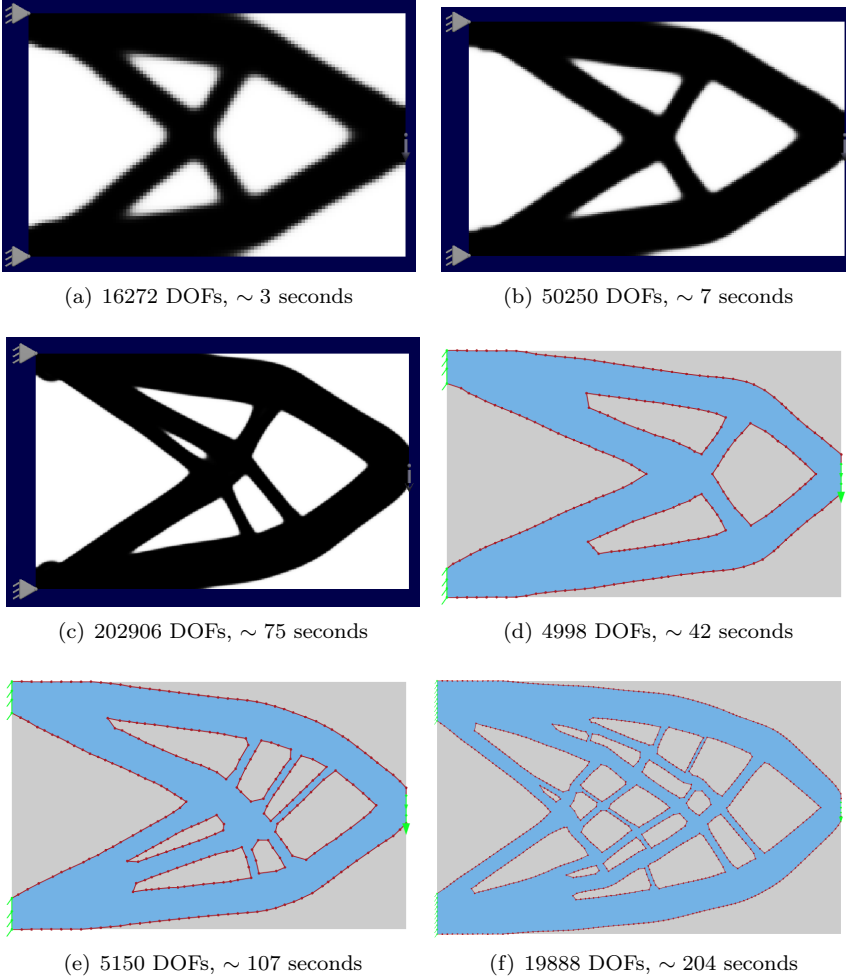 (a) 16272 DOFs, ∼ 3 seconds
(b) 50250 DOFs, ∼ 7 seconds
(c) 202906 DOFs, ∼ 75 seconds
(d) 4998 DOFs, ∼ 42 seconds
(e) 5150 DOFs, ∼ 107 seconds
(f) 19888 DOFs, ∼ 204 seconds